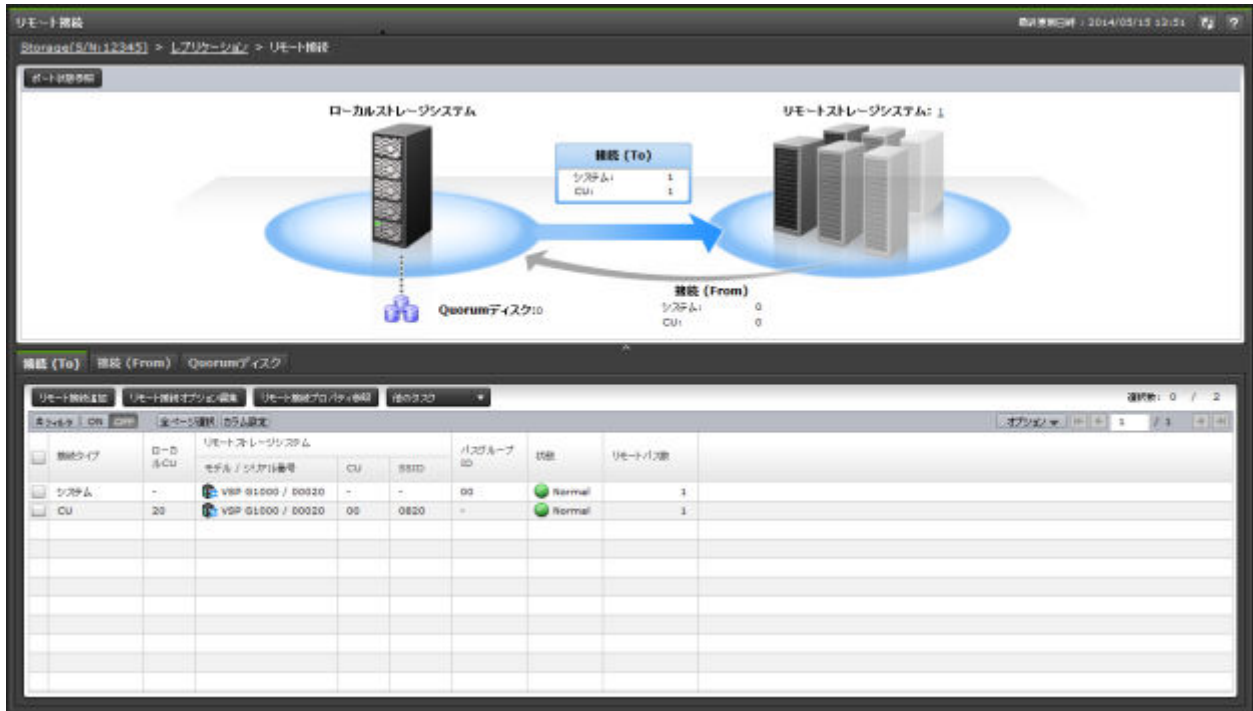 リモート接続
最終更新日時 : 2014/05/15 13:51
?
Storage(S/N:12345) > レプリケーション > リモート接続
ポート状態参照
ローカルストレージシステム
リモートストレージシステム: 1
接続 (To)
システム: 1
CU: 1
接続 (From)
システム: 0
CU: 0
Quorumディスク:0
接続 (To) 接続 (From) Quorumディスク
リモート接続追加 リモート接続オプション編集 リモート接続プロパティ参照 他のタスク
選択数: 0 / 2
フィルタ ON OFF 全ページ選択 カラム設定 オプション 1 / 1
接続タイプ ローカルCU リモートストレージシステム パスグループID 状態 リモートパス数
モデル / シリアル番号 CU SSID
システム - VSP G1000 / 00020 - - 00 Normal 1
CU 20 VSP G1000 / 00020 00 0820 - Normal 1